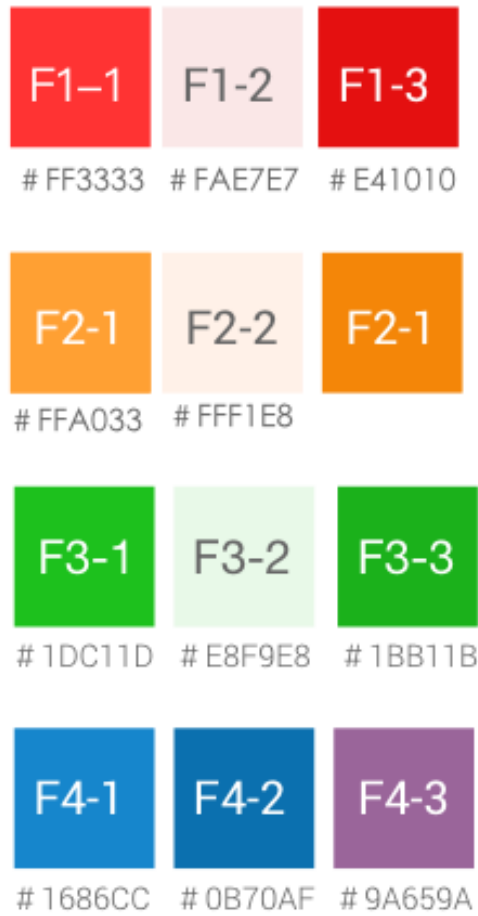 F1–1 F1-2 F1-3
# FF3333 # FAE7E7 # E41010
F2-1 F2-2 F2-1
# FFA033 # FFF1E8
F3-1 F3-2 F3-3
# 1DC11D # E8F9E8 # 1BB11B
F4-1 F4-2 F4-3
# 1686CC # 0B70AF # 9A659A